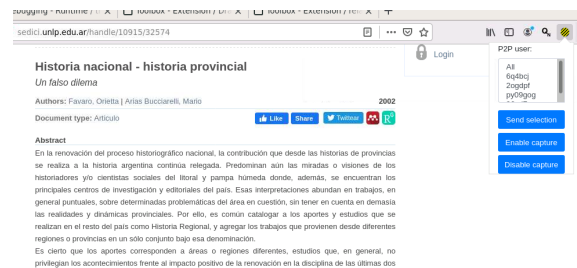 ebugging - Runtime / Toolbox - Extension / Toolbox - Extension /
sedici.unlp.edu.ar/handle/10915/32574
Login
P2P user:
All
6q4bcj
2ogdpf
py09gog
Send selection
Enable capture
Disable capture
Historia nacional - historia provincial
Un falso dilema
Authors: Favaro, Orietta | Arias Bucciarelli, Mario 2002
Document type: Articulo
Like Share Twittear
Abstract
En la renovación del proceso historiográfico nacional, la contribución que desde las historias de provincias
se realiza a la historia argentina continúa relegada. Predominan aún las miradas o visiones de los
historiadores y/o cientistas sociales del litoral y pampa húmeda donde, además, se encuentran los
principales centros de investigación y editoriales del país. Esas interpretaciones abundan en trabajos, en
general puntuales, sobre determinadas problemáticas del área en cuestión, sin tener en cuenta en demasía
las realidades y dinámicas provinciales. Por ello, es común catalogar a los aportes y estudios que se
realizan en el resto del país como Historia Regional, y agregar los trabajos que provienen desde diferentes
regiones o provincias en un sólo conjunto bajo esa denominación.
Es cierto que los aportes corresponden a áreas o regiones diferentes, estudios que, en general, no
privilegian los acontecimientos frente al impacto positivo de la renovación en la disciplina de las últimas dos